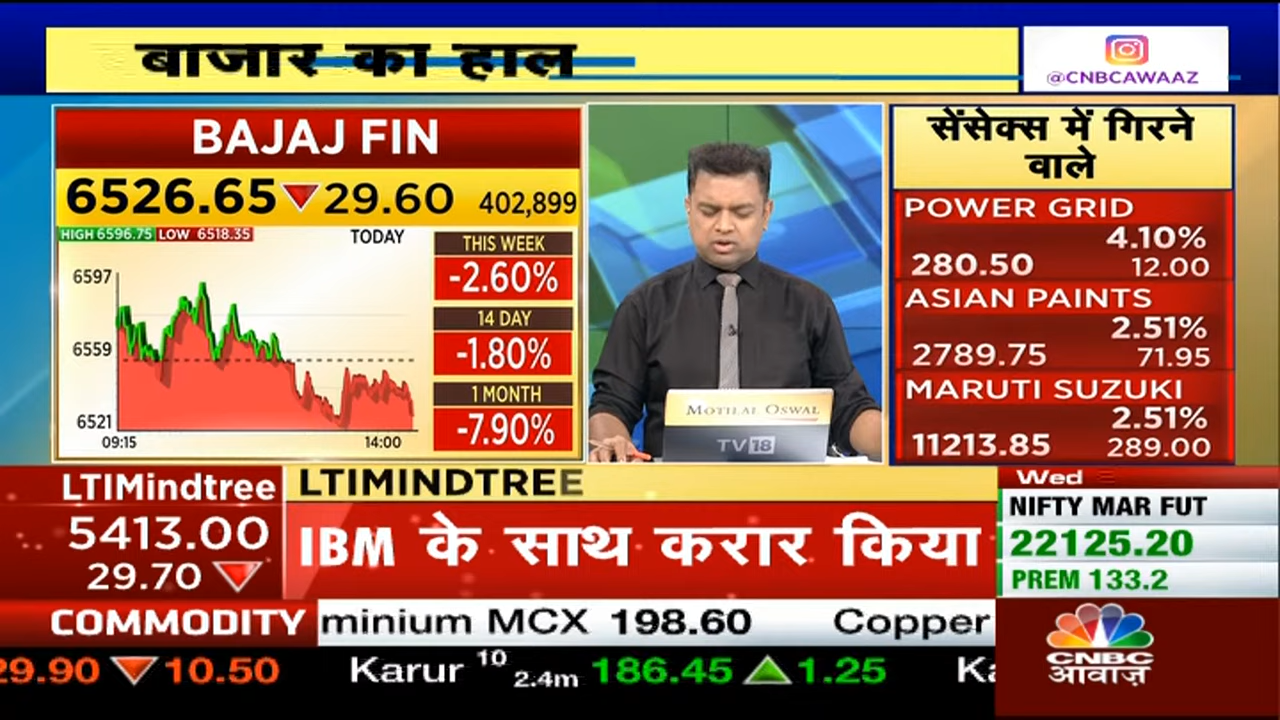 बाजार का हाल
@CNBCAWAAZ
BAJAJ FIN
6526.65 ▼ 29.60 402,899
HIGH 6596.75 LOW 6518.35
TODAY
6597
6559
6521
09:15 14:00
THIS WEEK
-2.60%
14 DAY
-1.80%
1 MONTH
-7.90%
MOTILAL OSWAL
TV18
सेंसेक्स में गिरने
वाले
POWER GRID
4.10%
280.50 12.00
ASIAN PAINTS
2.51%
2789.75 71.95
MARUTI SUZUKI
2.51%
11213.85 289.00
LTIMindtree
5413.00
29.70 ▼
LTIMINDTREE
IBM के साथ करार किया
Wed
NIFTY MAR FUT
22125.20
PREM 133.2
COMMODITY minium MCX 198.60 Copper
29.90 ▼ 10.50 Karur 10 2.4m 186.45 ▲ 1.25 Ka
CNBC
आवाज़